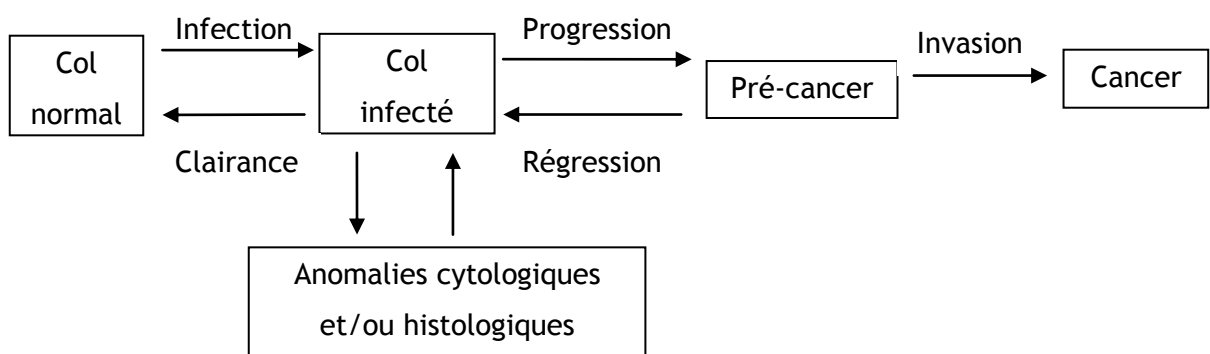 Infection
Progression
Invasion
Col
normal
Col
infecté
Pré-cancer
Cancer
Clairance
Régression
Anomalies cytologiques
et/ou histologiques